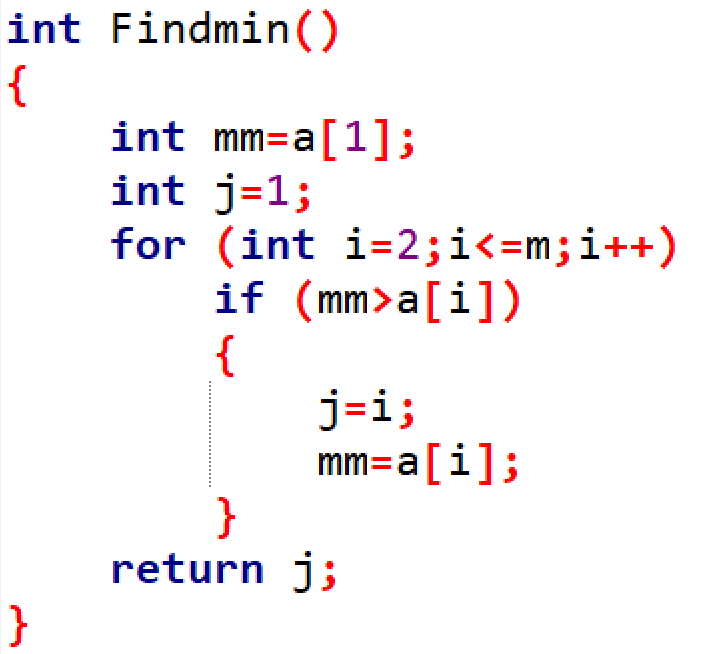 int Findmin()
{
    int mm=a[1];
    int j=1;
    for (int i=2;i<=m;i++)
        if (mm>a[i])
        {
            j=i;
            mm=a[i];
        }
    return j;
}